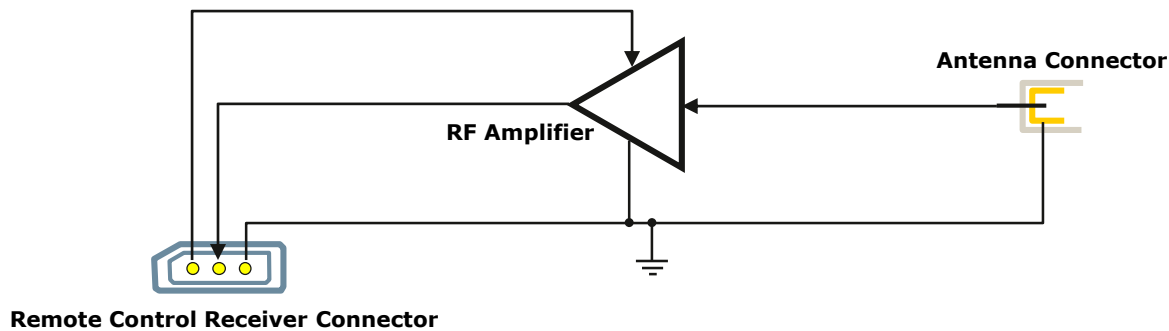 Antenna Connector
RF Amplifier
Remote Control Receiver Connector